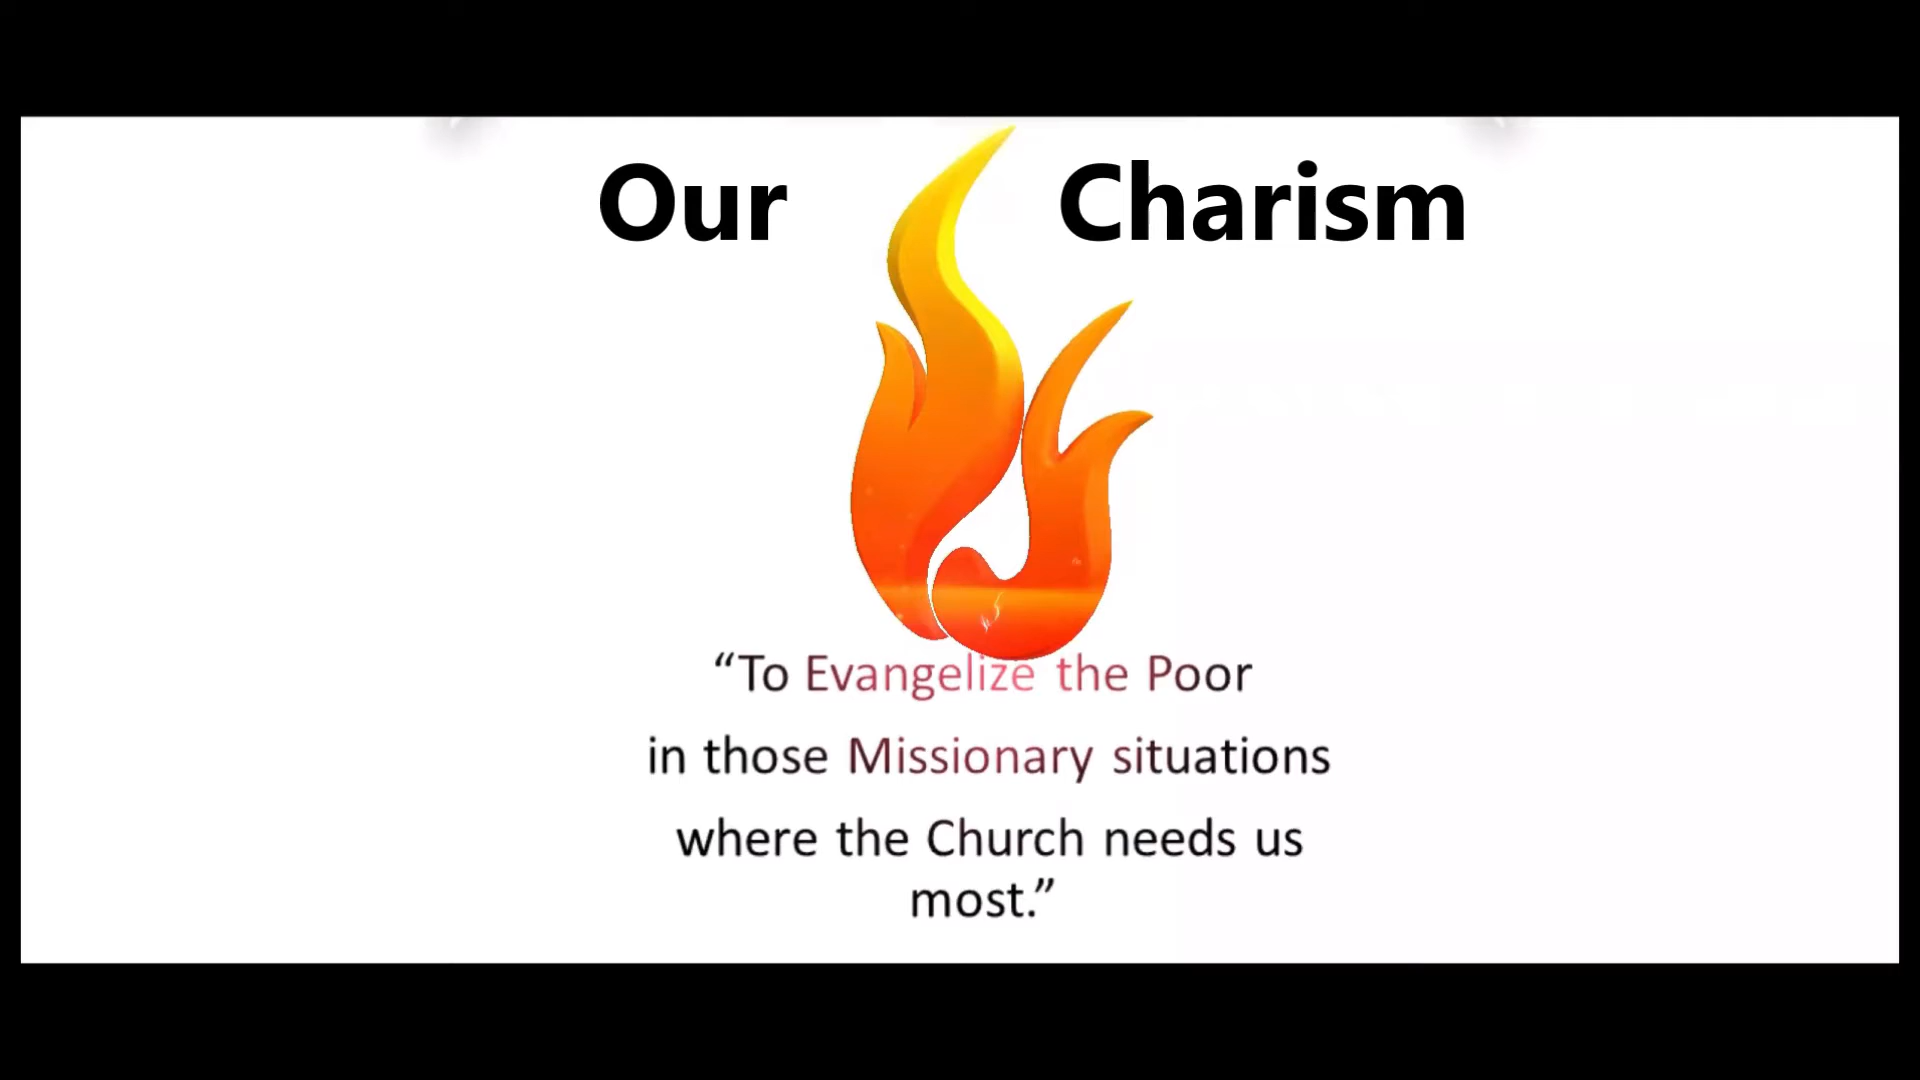 Our Charism
“To Evangelize the Poor
in those Missionary situations
where the Church needs us
most.”